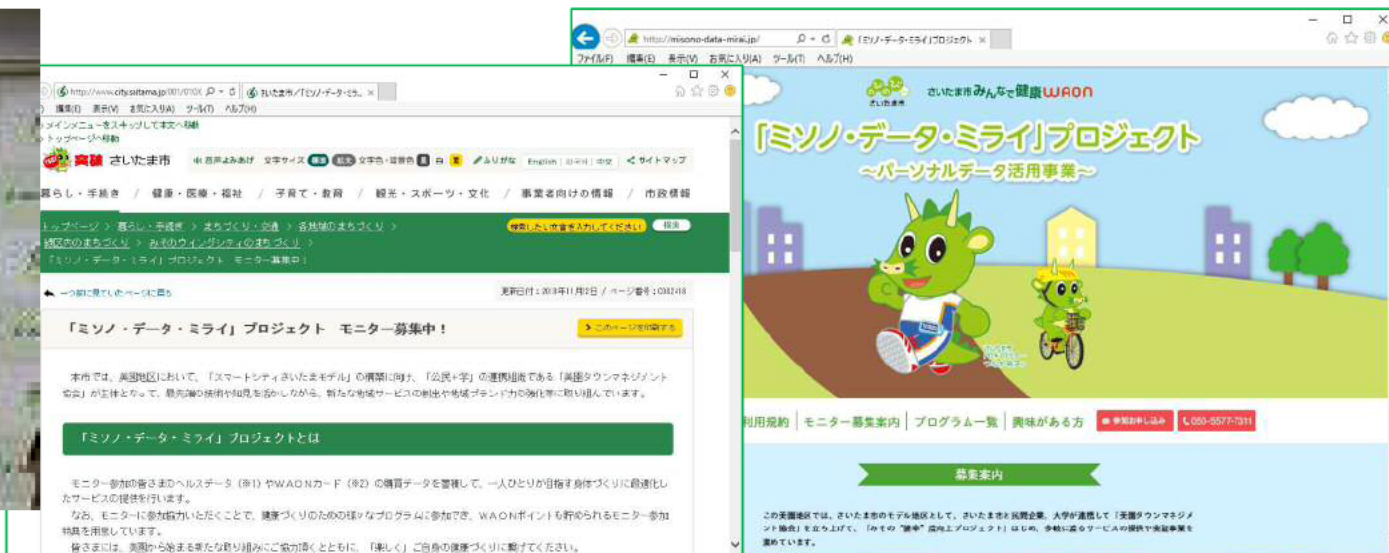 http://www.city.saitama.jp/001/010/
さいたま市/「ミソノ・データ・ミラ...
編集(E) 表示(V) お気に入り(A) ツール(T) ヘルプ(H)
メインメニューをスキップして本文へ移動
トップページへ移動
突破 さいたま市 音声よみあげ 文字サイズ 標準 拡大 文字色・背景色 黒 白 黄 ふりがな English 한국어 中文 サイトマップ
暮らし・手続き / 健康・医療・福祉 / 子育て・教育 / 観光・スポーツ・文化 / 事業者向けの情報 / 市政情報
トップページ > 暮らし・手続き > まちづくり・交通 > 各地域のまちづくり >
検索したい文言を入力してください 検索
緑区内のまちづくり > みそのウイングシティのまちづくり >
「ミソノ・データ・ミライ」プロジェクト モニター募集中!
一つ前に見ていたページに戻る
更新日付:2018年11月2日 / ページ番号:
「ミソノ・データ・ミライ」プロジェクト モニター募集中!
このページを印刷する
本市では、美園地区において、「スマートシティさいたまモデル」の構築に向け、「公民+学」の連携組織である「美園タウンマネジメント
協会」が主体となって、最先端の技術や知見を活かしながら、新たな地域サービスの創出や地域ブランド力の強化等に取り組んでいます。
「ミソノ・データ・ミライ」プロジェクトとは
モニター参加の皆さまのヘルスデータ(※1)やWAONカード(※2)の購買データを蓄積して、一人ひとりが目指す身体づくりに最適化し
たサービスの提供を行います。
なお、モニターに参加協力いただくことで、健康づくりのための様々なプログラムに参加でき、WAONポイントも貯められるモニター参加
特典を用意しています。
皆さまには、美園から始まる新たな取り組みにご協力頂くとともに、「楽しく」ご自身の健康づくりに繋げてください。
http://misono-data-mirai.jp/
「ミソノ・データ・ミライ」プロジェクト
ファイル(F) 編集(E) 表示(V) お気に入り(A) ツール(T) ヘルプ(H)
さいたま市
さいたま市みんなで健康WAON
「ミソノ・データ・ミライ」プロジェクト
～パーソナルデータ活用事業～
利用規約 モニター募集案内 プログラム一覧 興味がある方 参加お申し込み 050-5577-7311
募集案内
この美園地区では、さいたま市のモデル地区として、さいたま市と民間企業、大学が連携して「美園タウンマネジメ
ント協会」を立ち上げて、「みその"健幸"度向上プロジェクト」はじめ、多岐に渡るサービスの提供や実証事業を
進めています。